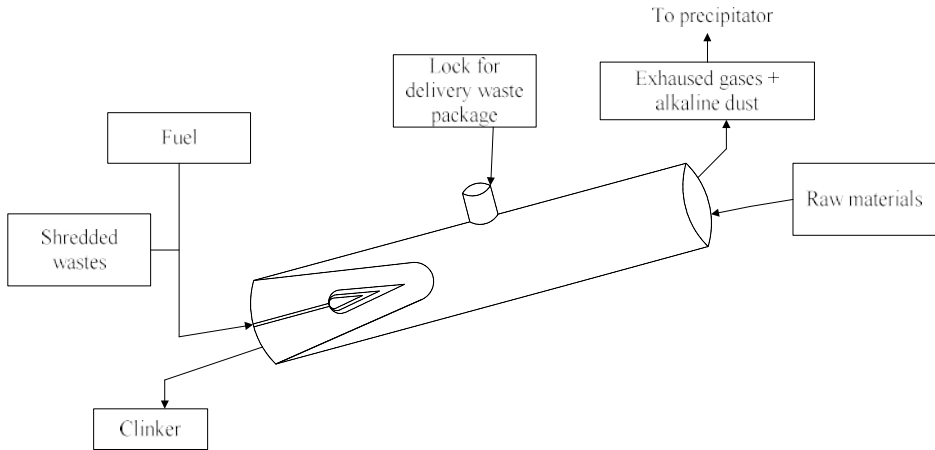 To precipitator
Lock for
delivery waste
package
Exhaused gases +
alkaline dust
Fuel
Raw materials
Shredded
wastes
Clinker